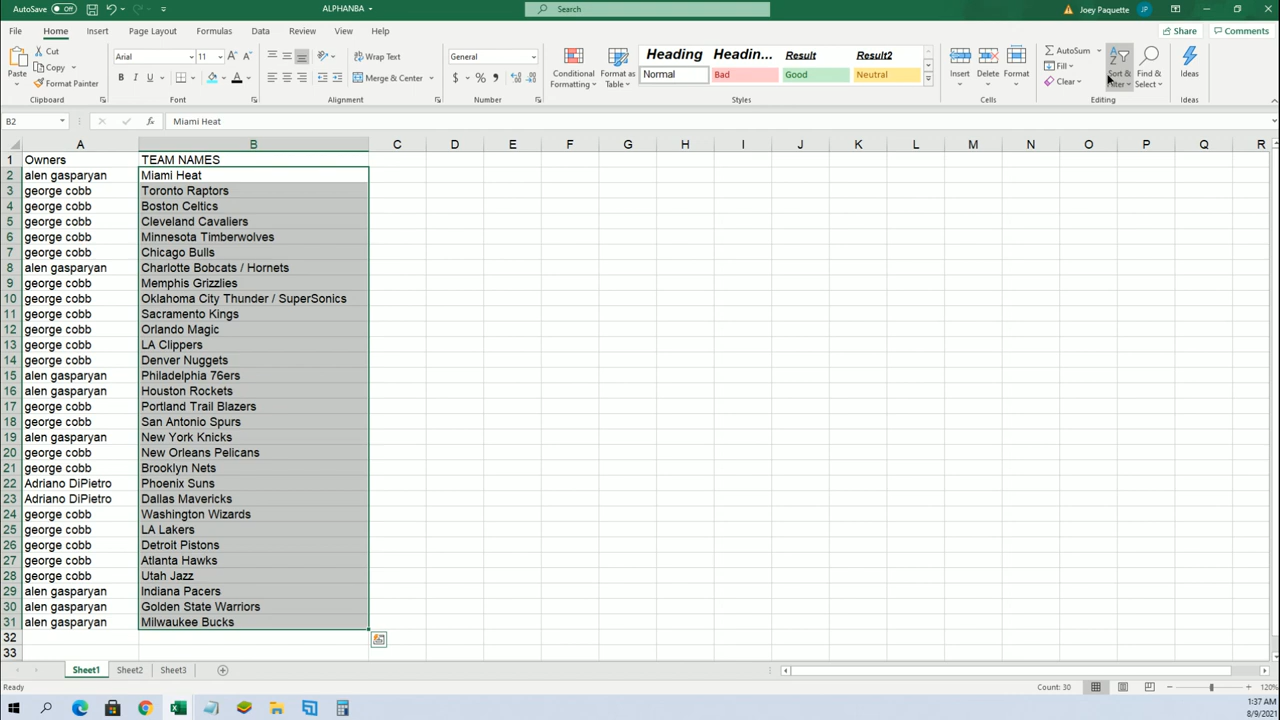 AutoSave Off ALPHANBA Search Joey Paquette JP
File Home Insert Page Layout Formulas Data Review View Help Share Comments
Paste Cut Copy Format Painter Clipboard
Arial 11 A A B I U A Font
ab Wrap Text Merge & Center Alignment
General $ % , Number
Conditional Formatting Format as Table
Heading Headin... Result Result2
Normal Bad Good Neutral
Styles
Insert Delete Format Cells
AutoSum Fill Clear Sort & Filter Find & Select Editing
Ideas Ideas
B2 fx Miami Heat
A B C D E F G H I J K L M N O P Q R
1 Owners TEAM NAMES
2 alen gasparyan Miami Heat
3 george cobb Toronto Raptors
4 george cobb Boston Celtics
5 george cobb Cleveland Cavaliers
6 george cobb Minnesota Timberwolves
7 george cobb Chicago Bulls
8 alen gasparyan Charlotte Bobcats / Hornets
9 george cobb Memphis Grizzlies
10 george cobb Oklahoma City Thunder / SuperSonics
11 george cobb Sacramento Kings
12 george cobb Orlando Magic
13 george cobb LA Clippers
14 george cobb Denver Nuggets
15 alen gasparyan Philadelphia 76ers
16 alen gasparyan Houston Rockets
17 george cobb Portland Trail Blazers
18 george cobb San Antonio Spurs
19 alen gasparyan New York Knicks
20 george cobb New Orleans Pelicans
21 george cobb Brooklyn Nets
22 Adriano DiPietro Phoenix Suns
23 Adriano DiPietro Dallas Mavericks
24 george cobb Washington Wizards
25 george cobb LA Lakers
26 george cobb Detroit Pistons
27 george cobb Atlanta Hawks
28 george cobb Utah Jazz
29 alen gasparyan Indiana Pacers
30 alen gasparyan Golden State Warriors
31 alen gasparyan Milwaukee Bucks
32
33
Sheet1 Sheet2 Sheet3
Ready Count: 30 120%
1:37 AM
8/9/2021